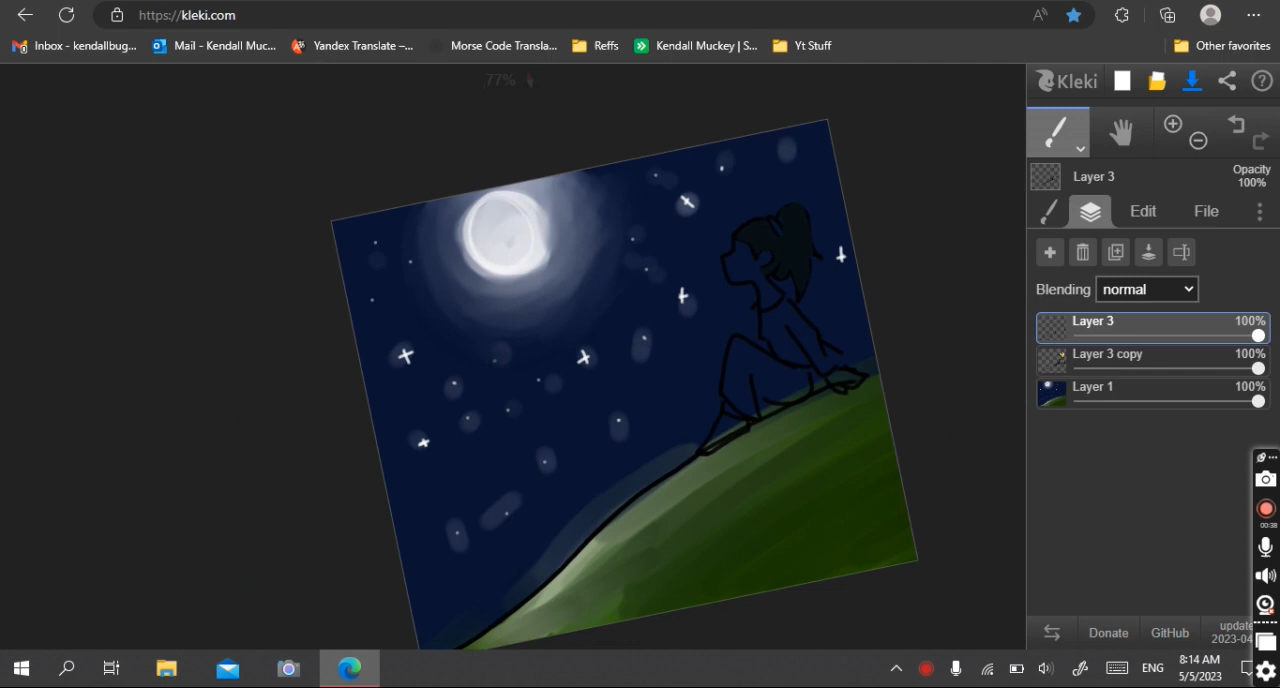 https://kleki.com
Inbox - kendallbug...
Mail - Kendall Muc...
Yandex Translate –...
Morse Code Transla...
Reffs
Kendall Muckey | S...
Yt Stuff
Other favorites
77%
Kleki
Layer 3
Opacity
100%
Edit
File
Blending
normal
Layer 3
100%
Layer 3 copy
100%
Layer 1
100%
00:38
Donate
GitHub
update
2023-04
ENG
8:14 AM
5/5/2023